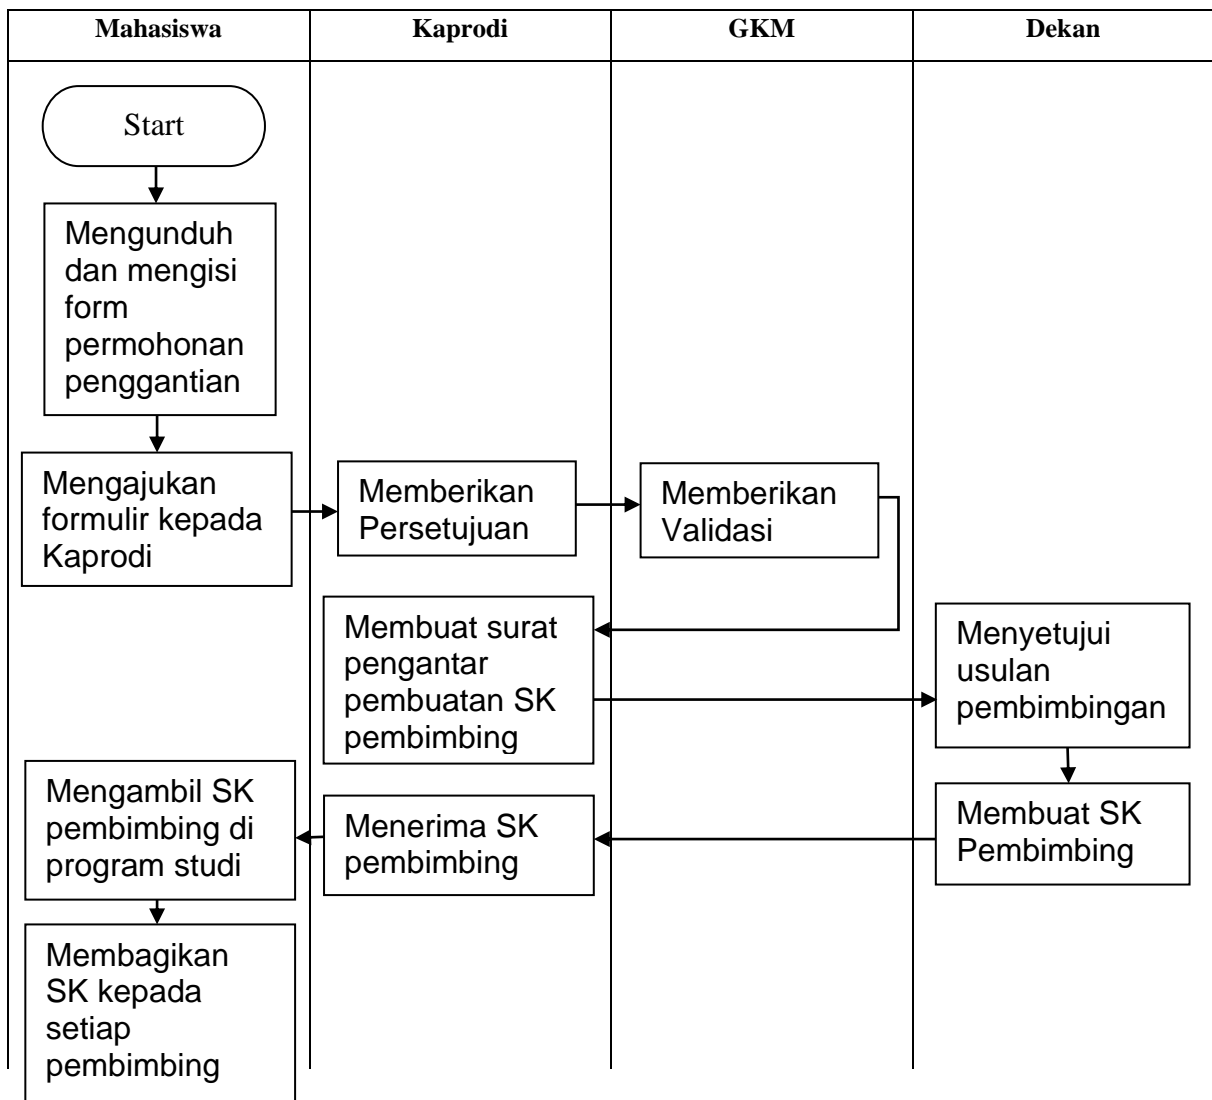 Mahasiswa
Kaprodi
GKM
Dekan
Start
Mengunduh
dan mengisi
form
permohonan
penggantian
Mengajukan
formulir kepada
Kaprodi
Memberikan
Persetujuan
Memberikan
Validasi
Membuat surat
pengantar
pembuatan SK
pembimbing
Menyetujui
usulan
pembimbingan
Membuat SK
Pembimbing
Menerima SK
pembimbing
Mengambil SK
pembimbing di
program studi
Membagikan
SK kepada
setiap
pembimbing